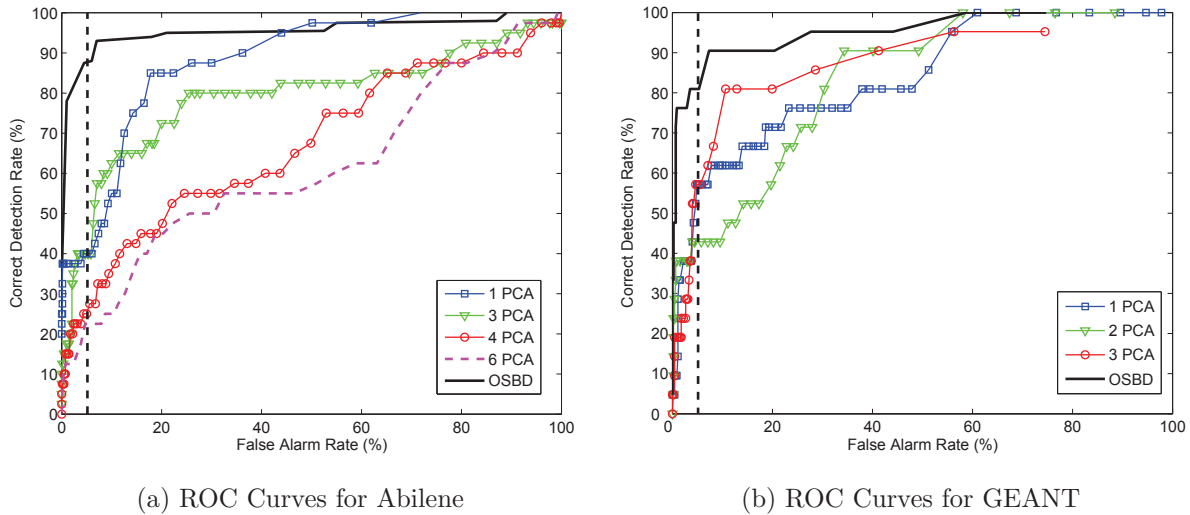 100
90
80
70
60
50
40
30
20
10
0
Correct Detection Rate (%)
0 20 40 60 80 100
False Alarm Rate (%)
1 PCA
3 PCA
4 PCA
6 PCA
OSBD
(a) ROC Curves for Abilene
100
90
80
70
60
50
40
30
20
10
0
Correct Detection Rate (%)
0 20 40 60 80 100
False Alarm Rate (%)
1 PCA
2 PCA
3 PCA
OSBD
(b) ROC Curves for GEANT